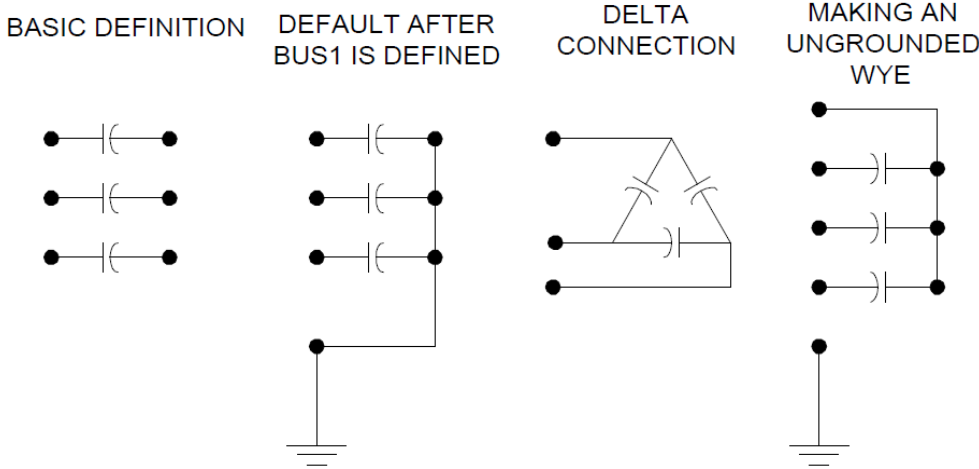 BASIC DEFINITION
DEFAULT AFTER
BUS1 IS DEFINED
DELTA
CONNECTION
MAKING AN
UNGROUNDED
WYE